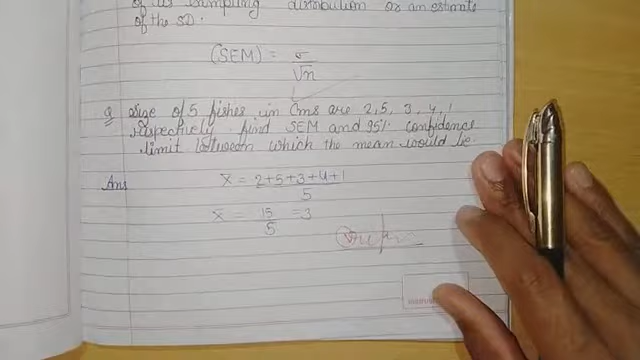 of its sampling distribution or an estimate
of the SD.
(SEM) = σ
√n
Q size of 5 fishes in Cms are 2, 5, 3, 4, 1
respectively find SEM and 95% confidence
limit between which the mean would be.
Ans x̄ = 2+5+3+4+1
5
x̄ = 15 = 3
5